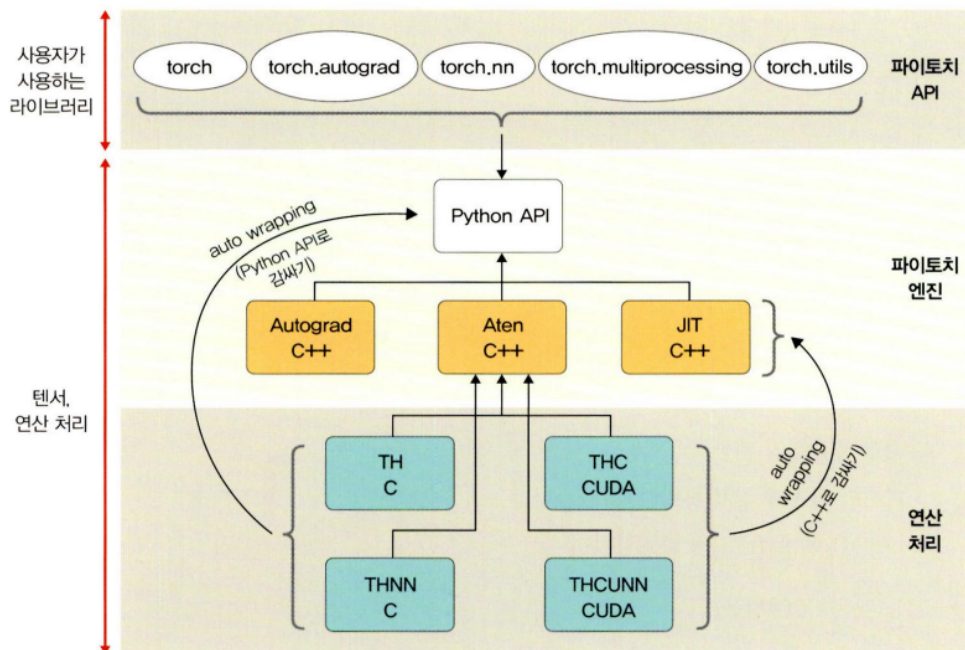 사용자가
사용하는
라이브러리
torch
torch.autograd
torch.nn
torch.multiprocessing
torch.utils
파이토치
API
Python API
auto wrapping
(Python API로
감싸기)
파이토치
엔진
Autograd
C++
Aten
C++
JIT
C++
텐서,
연산 처리
TH
C
THC
CUDA
auto
wrapping
(C++로 감싸기)
THNN
C
THCUNN
CUDA
연산
처리